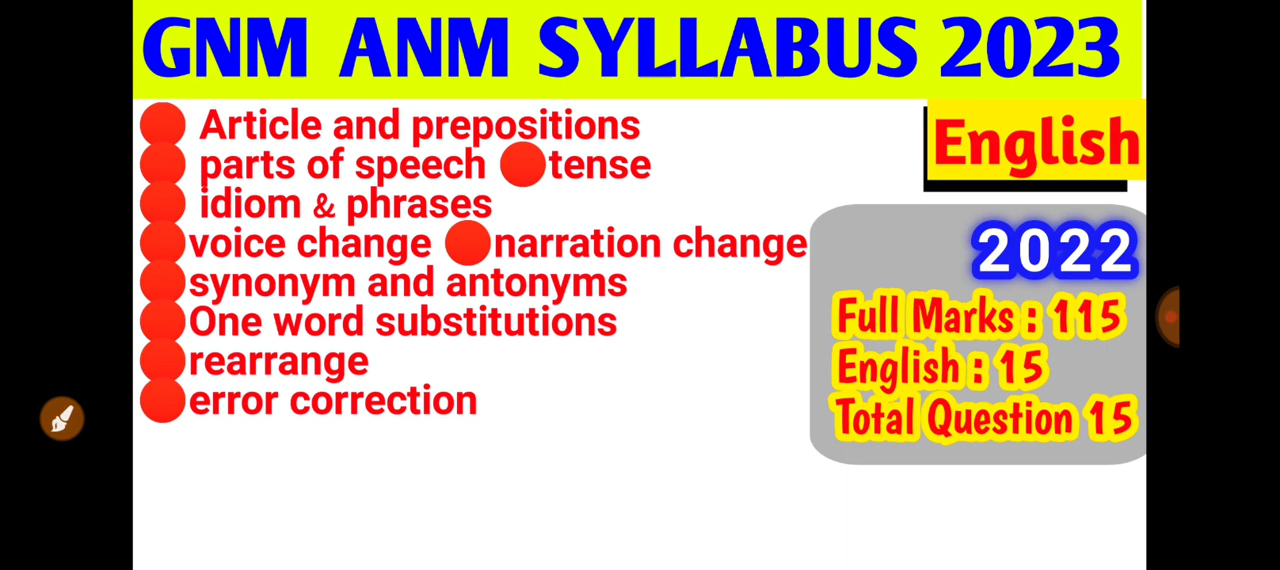 GNM ANM SYLLABUS 2023
English
🔴 Article and prepositions
🔴 parts of speech 🔴tense
🔴 idiom & phrases
🔴voice change 🔴narration change
🔴synonym and antonyms
🔴One word substitutions
🔴rearrange
🔴error correction
2022
Full Marks : 115
English : 15
Total Question 15